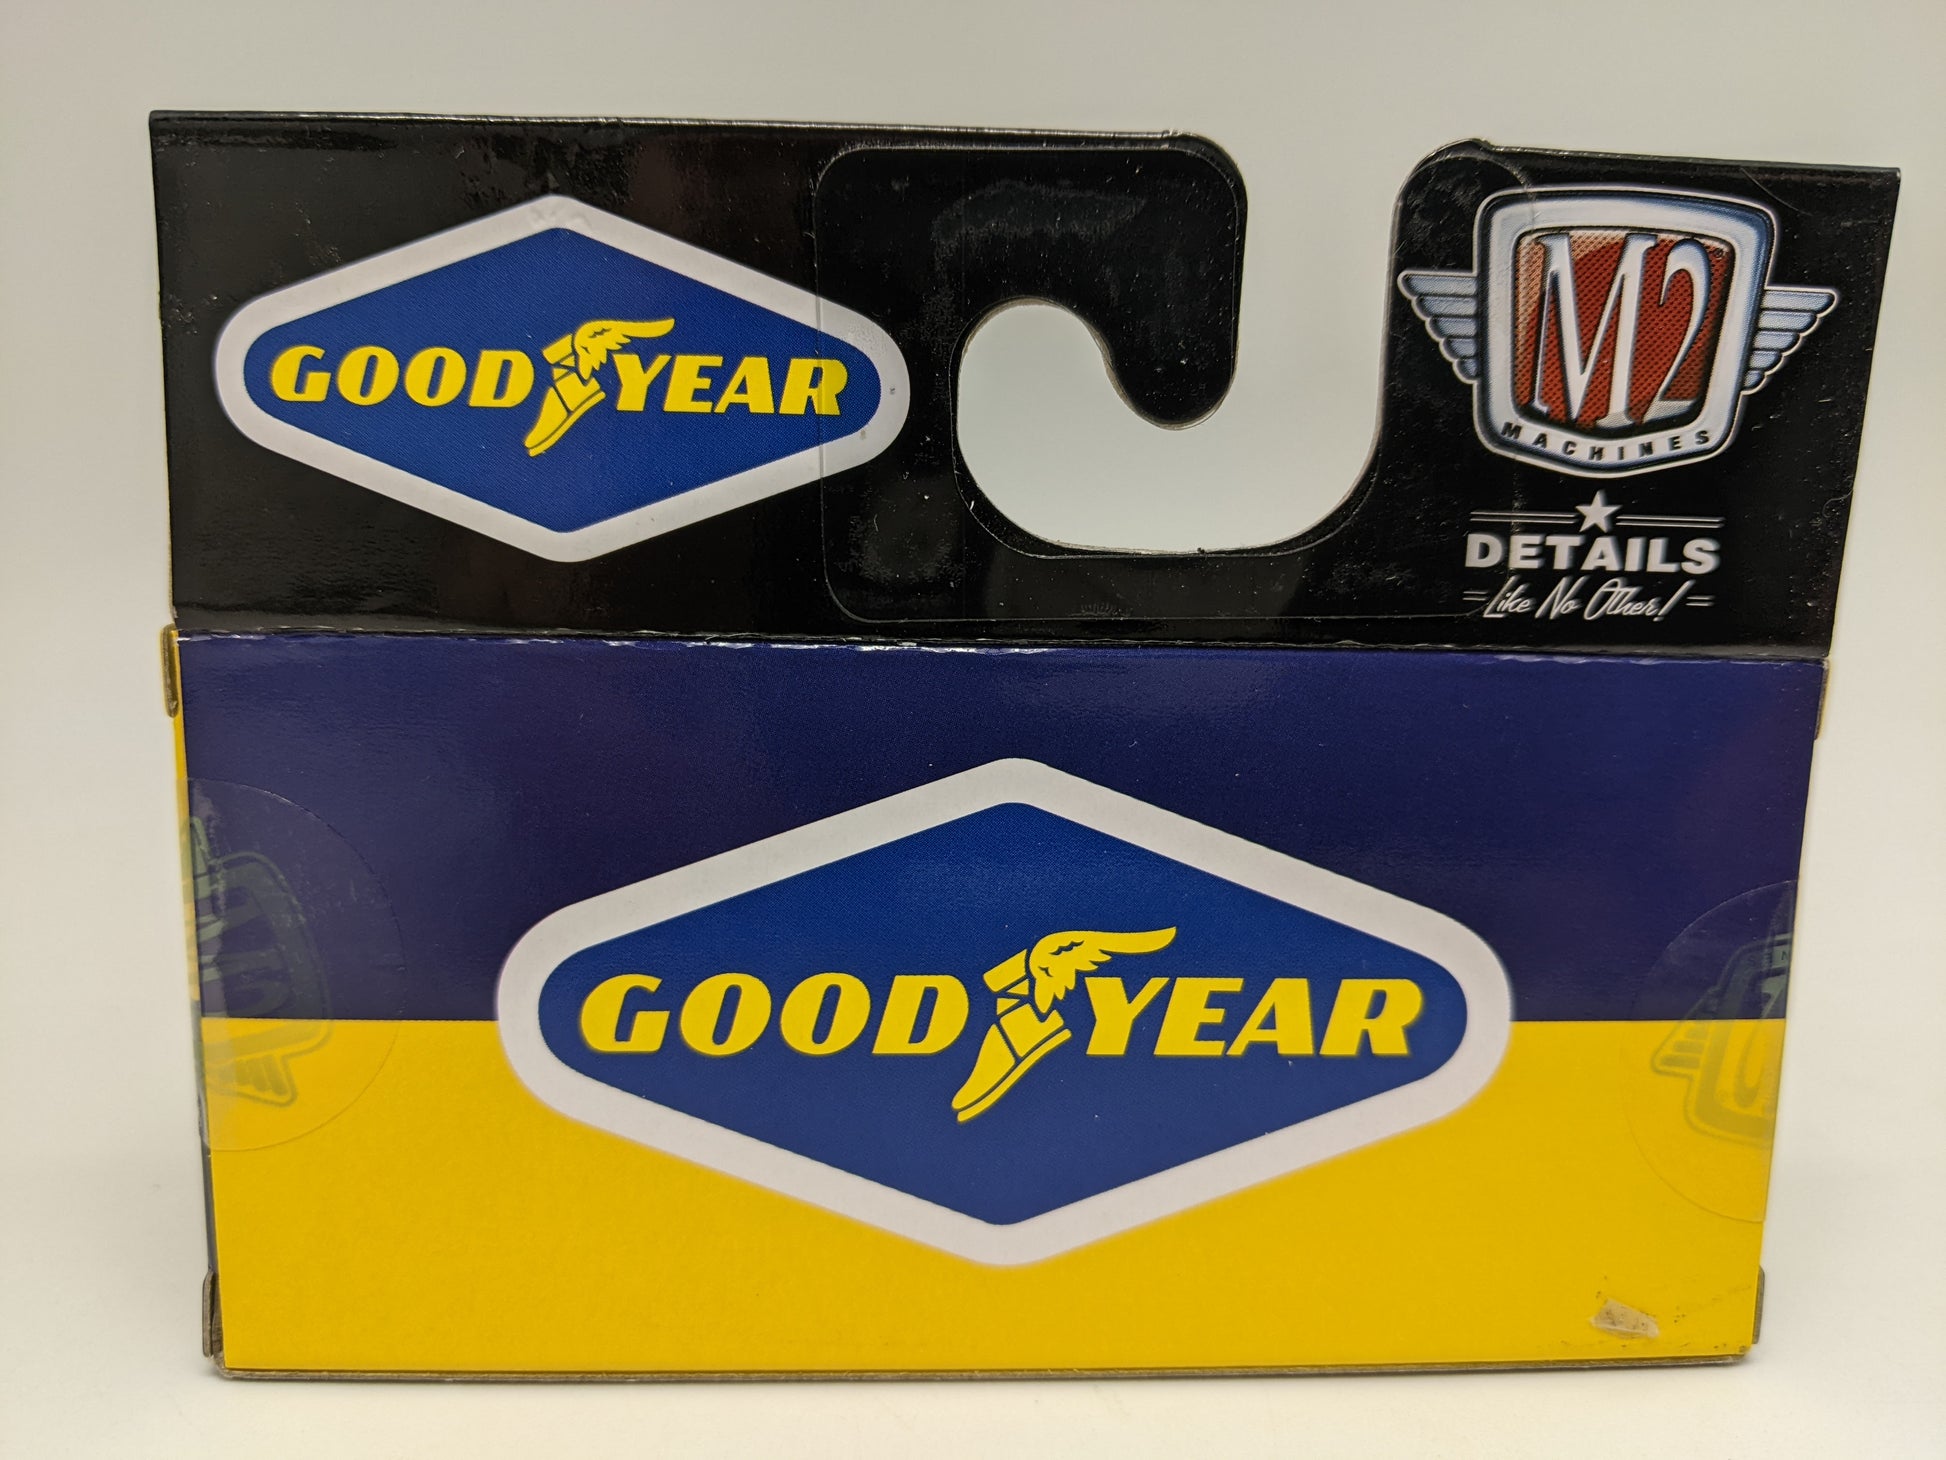 GOODYEAR
M2
MACHINES
DETAILS
Like No Other!
GOODYEAR